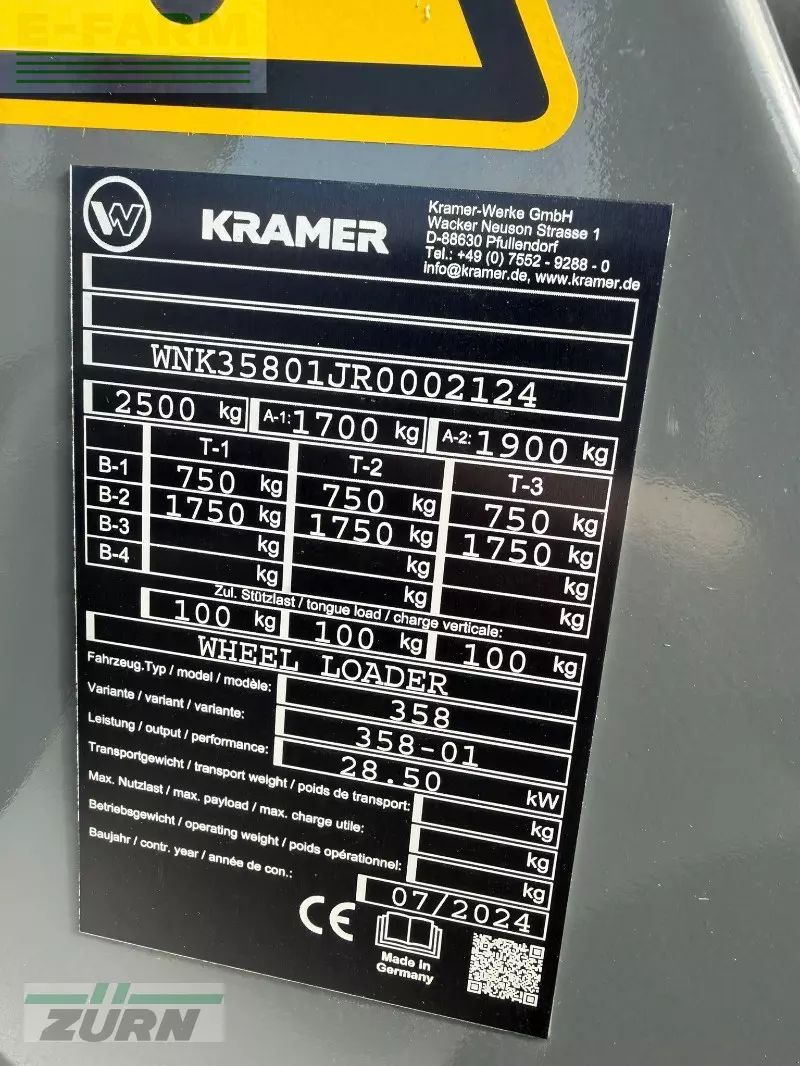 E-FARM
KRAMER
Kramer-Werke GmbH
Wacker Neuson Strasse 1
D-88630 Pfullendorf
Tel.: +49 (0) 7552 - 9288 - 0
info@kramer.de, www.kramer.de
WNK35801JR0002124
2500 kg A-1: 1700 kg A-2: 1900 kg
T-1 T-2 T-3
B-1 750 kg 750 kg 750 kg
B-2 1750 kg 1750 kg 1750 kg
B-3 kg kg kg
B-4 kg kg kg
Zul. Stützlast / tongue load / charge verticale:
100 kg 100 kg 100 kg
WHEEL LOADER
Fahrzeug.Typ / model / modèle: 358
Variante / variant / variante: 358-01
Leistung / output / performance: 28.50 kW
Transportgewicht / transport weight / poids de transport: kg
Max. Nutzlast / max. payload / max. charge utile: kg
Betriebsgewicht / operating weight / poids opérationnel: kg
Baujahr / contr. year / année de con.: 07/2024
CE
Made in
Germany
ZÜRN